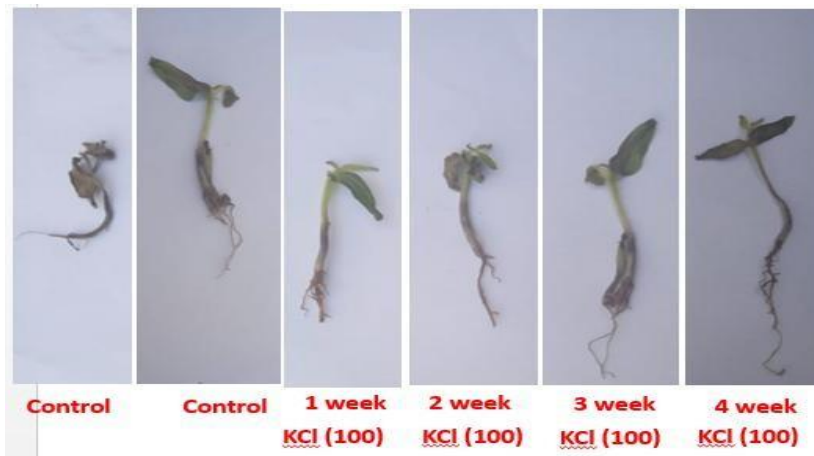 Control Control 1 week 2 week 3 week 4 week
KCl (100) KCl (100) KCl (100) KCl (100)